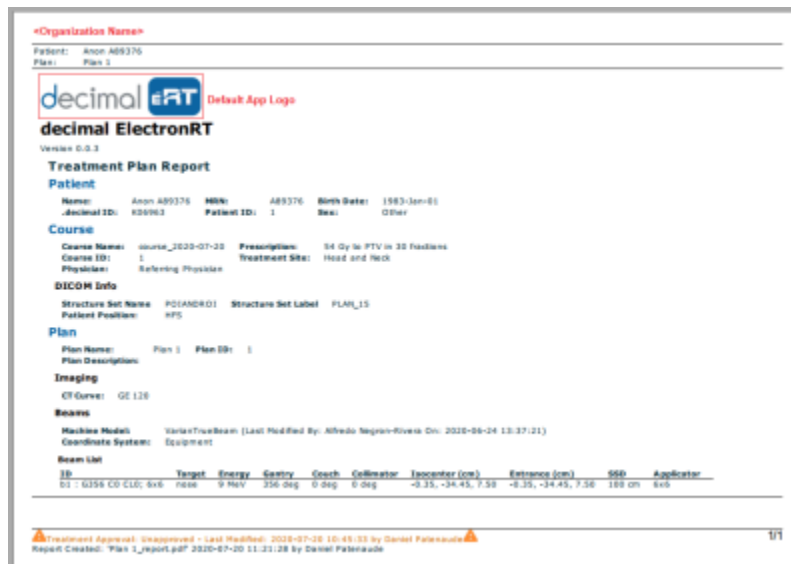 <Organization Name>
Patient: Anon A89376
Plan: Plan 1
decimal eRT Default App Logo
decimal ElectronRT
Version 0.0.3
Treatment Plan Report
Patient
Name: Anon A89376 MRN: A89376 Birth Date: 1983-Jan-01
.decimal ID: K06963 Patient ID: 1 Sex: Other
Course
Course Name: course_2020-07-20 Prescription: 54 Gy to PTV in 30 fractions
Course ID: 1 Treatment Site: Head and Neck
Physician: Referring Physician
DICOM Info
Structure Set Name POIANDROI Structure Set Label PLAN_15
Patient Position: HFS
Plan
Plan Name: Plan 1 Plan ID: 1
Plan Description:
Imaging
CT Curve: GE 120
Beams
Machine Model: VarianTrueBeam (Last Modified By: Alfredo Negron-Rivera On: 2020-06-24 13:37:21)
Coordinate System: Equipment
Beam List
ID Target Energy Gantry Couch Collimator Isocenter (cm) Entrance (cm) SSD Applicator
b1 : G356 C0 CL0; 6x6 nose 9 MeV 356 deg 0 deg 0 deg -0.35, -34.45, 7.50 -0.35, -34.45, 7.50 100 cm 6x6
Treatment Approval: Unapproved - Last Modified: 2020-07-20 10:45:33 by Daniel Patenaude
1/1
Report Created: "Plan 1_report.pdf" 2020-07-20 11:21:28 by Daniel Patenaude